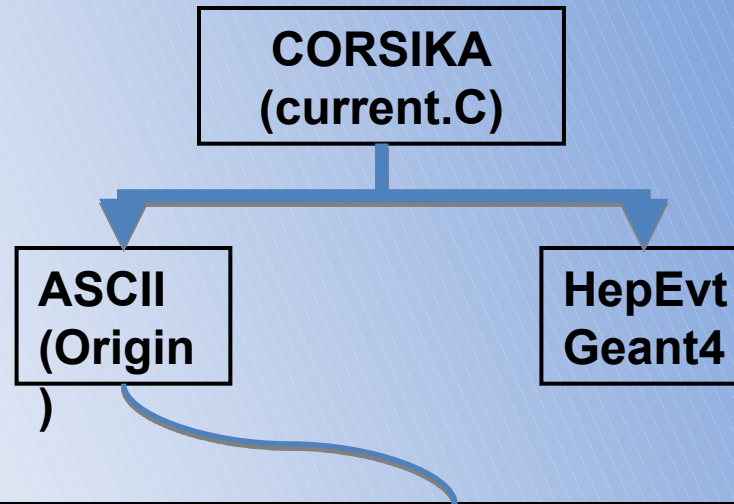 CORSIKA
(current.C)
ASCII
(Origin
)
HepEvt
Geant4